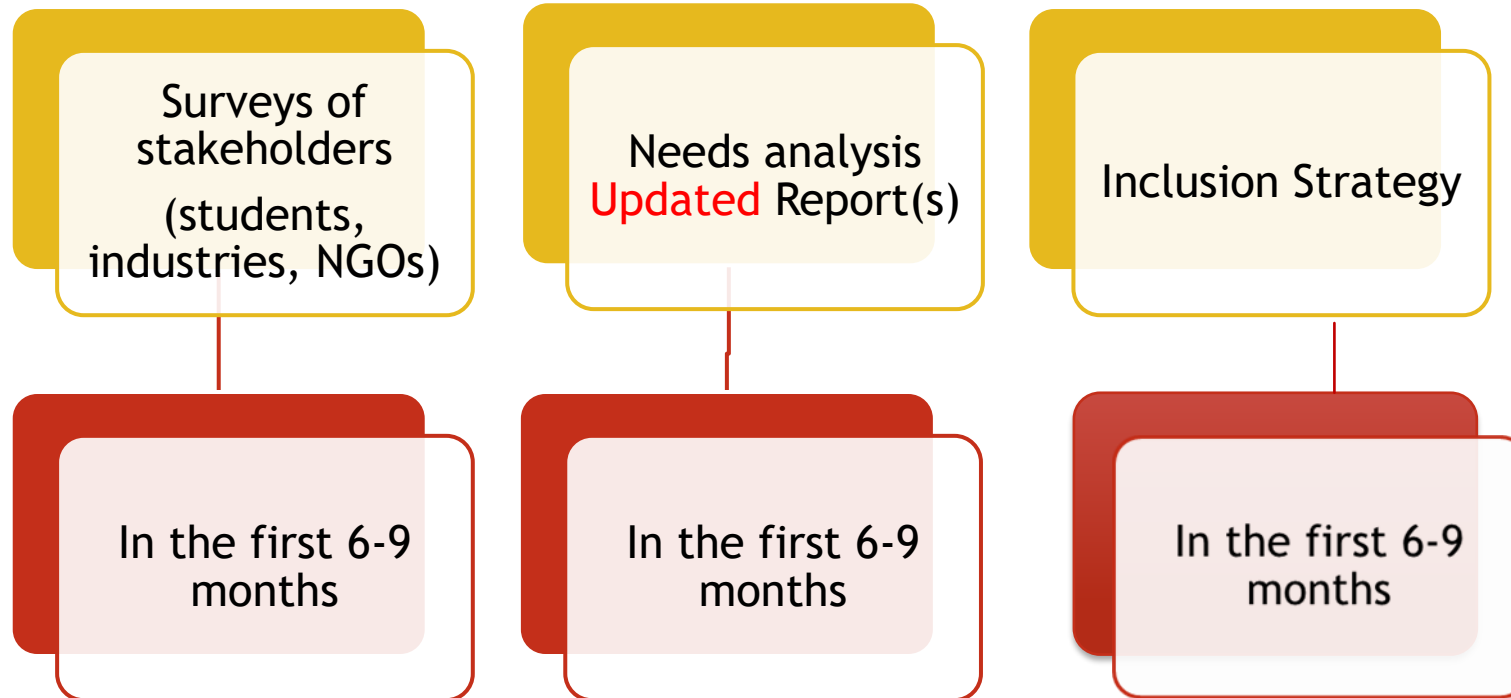 Surveys of
stakeholders
(students,
industries, NGOs)
Needs analysis
Updated Report(s)
Inclusion Strategy
In the first 6-9
months
In the first 6-9
months
In the first 6-9
months